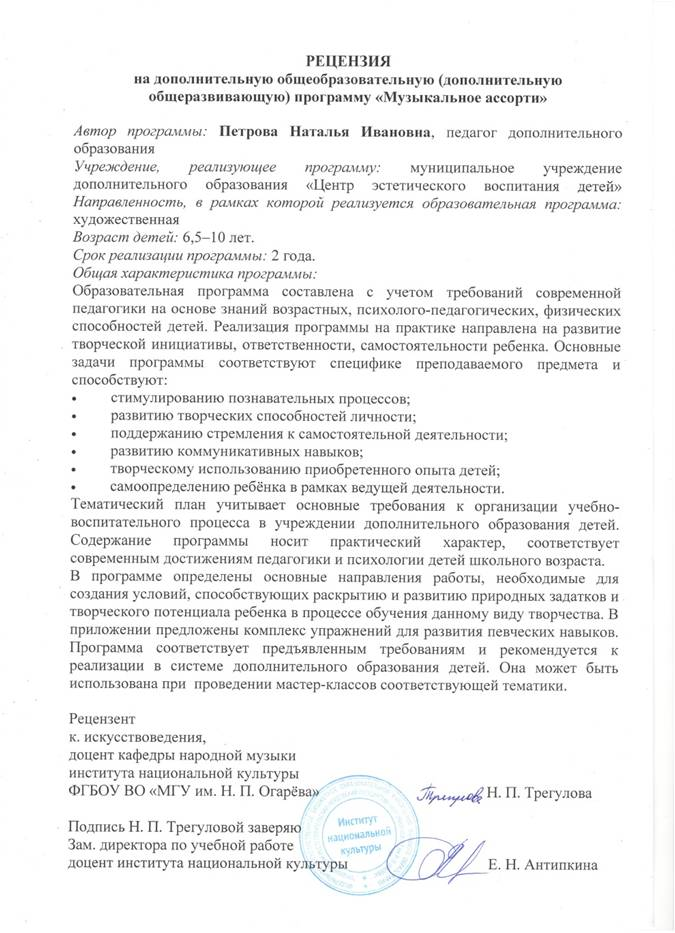 РЕЦЕНЗИЯ
на дополнительную общеобразовательную (дополнительную
общеразвивающую) программу «Музыкальное ассорти»
Автор программы: Петрова Наталья Ивановна, педагог дополнительного
образования
Учреждение, реализующее программу: муниципальное учреждение
дополнительного образования «Центр эстетического воспитания детей»
Направленность, в рамках которой реализуется образовательная программа:
художественная
Возраст детей: 6,5–10 лет.
Срок реализации программы: 2 года.
Общая характеристика программы:
Образовательная программа составлена с учетом требований современной
педагогики на основе знаний возрастных, психолого-педагогических, физических
способностей детей. Реализация программы на практике направлена на развитие
творческой инициативы, ответственности, самостоятельности ребенка. Основные
задачи программы соответствуют специфике преподаваемого предмета и
способствуют:
• стимулированию познавательных процессов;
• развитию творческих способностей личности;
• поддержанию стремления к самостоятельной деятельности;
• развитию коммуникативных навыков;
• творческому использованию приобретенного опыта детей;
• самоопределению ребёнка в рамках ведущей деятельности.
Тематический план учитывает основные требования к организации учебно-
воспитательного процесса в учреждении дополнительного образования детей.
Содержание программы носит практический характер, соответствует
современным достижениям педагогики и психологии детей школьного возраста.
В программе определены основные направления работы, необходимые для
создания условий, способствующих раскрытию и развитию природных задатков и
творческого потенциала ребенка в процессе обучения данному виду творчества. В
приложении предложены комплекс упражнений для развития певческих навыков.
Программа соответствует предъявленным требованиям и рекомендуется к
реализации в системе дополнительного образования детей. Она может быть
использована при проведении мастер-классов соответствующей тематики.
Рецензент
к. искусствоведения,
доцент кафедры народной музыки
института национальной культуры
ФГБОУ ВО «МГУ им. Н. П. Огарёва» Н. П. Трегулова
Институт
национальной
культуры
Подпись Н. П. Трегуловой заверяю
Зам. директора по учебной работе
доцент института национальной культуры Е. Н. Антипкина